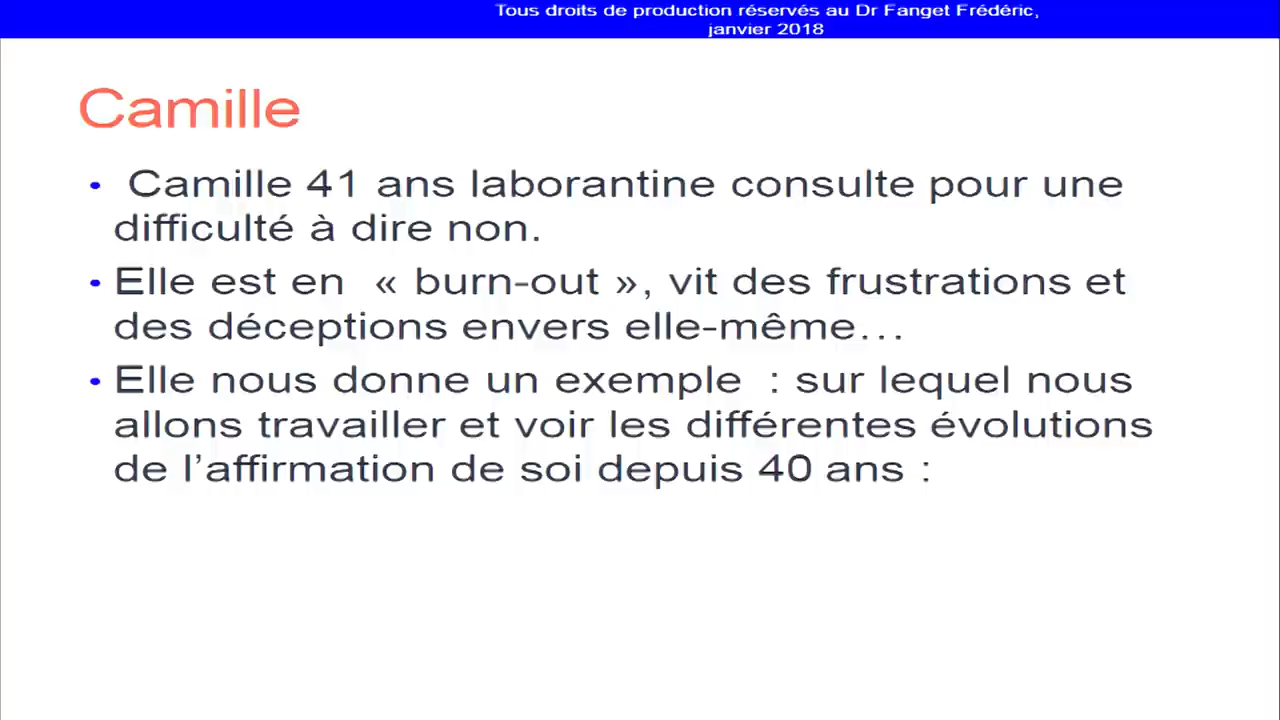 Tous droits de production réservés au Dr Fanget Frédéric,
janvier 2018
Camille
• Camille 41 ans laborantine consulte pour une
difficulté à dire non.
• Elle est en « burn-out », vit des frustrations et
des déceptions envers elle-même…
• Elle nous donne un exemple : sur lequel nous
allons travailler et voir les différentes évolutions
de l’affirmation de soi depuis 40 ans :